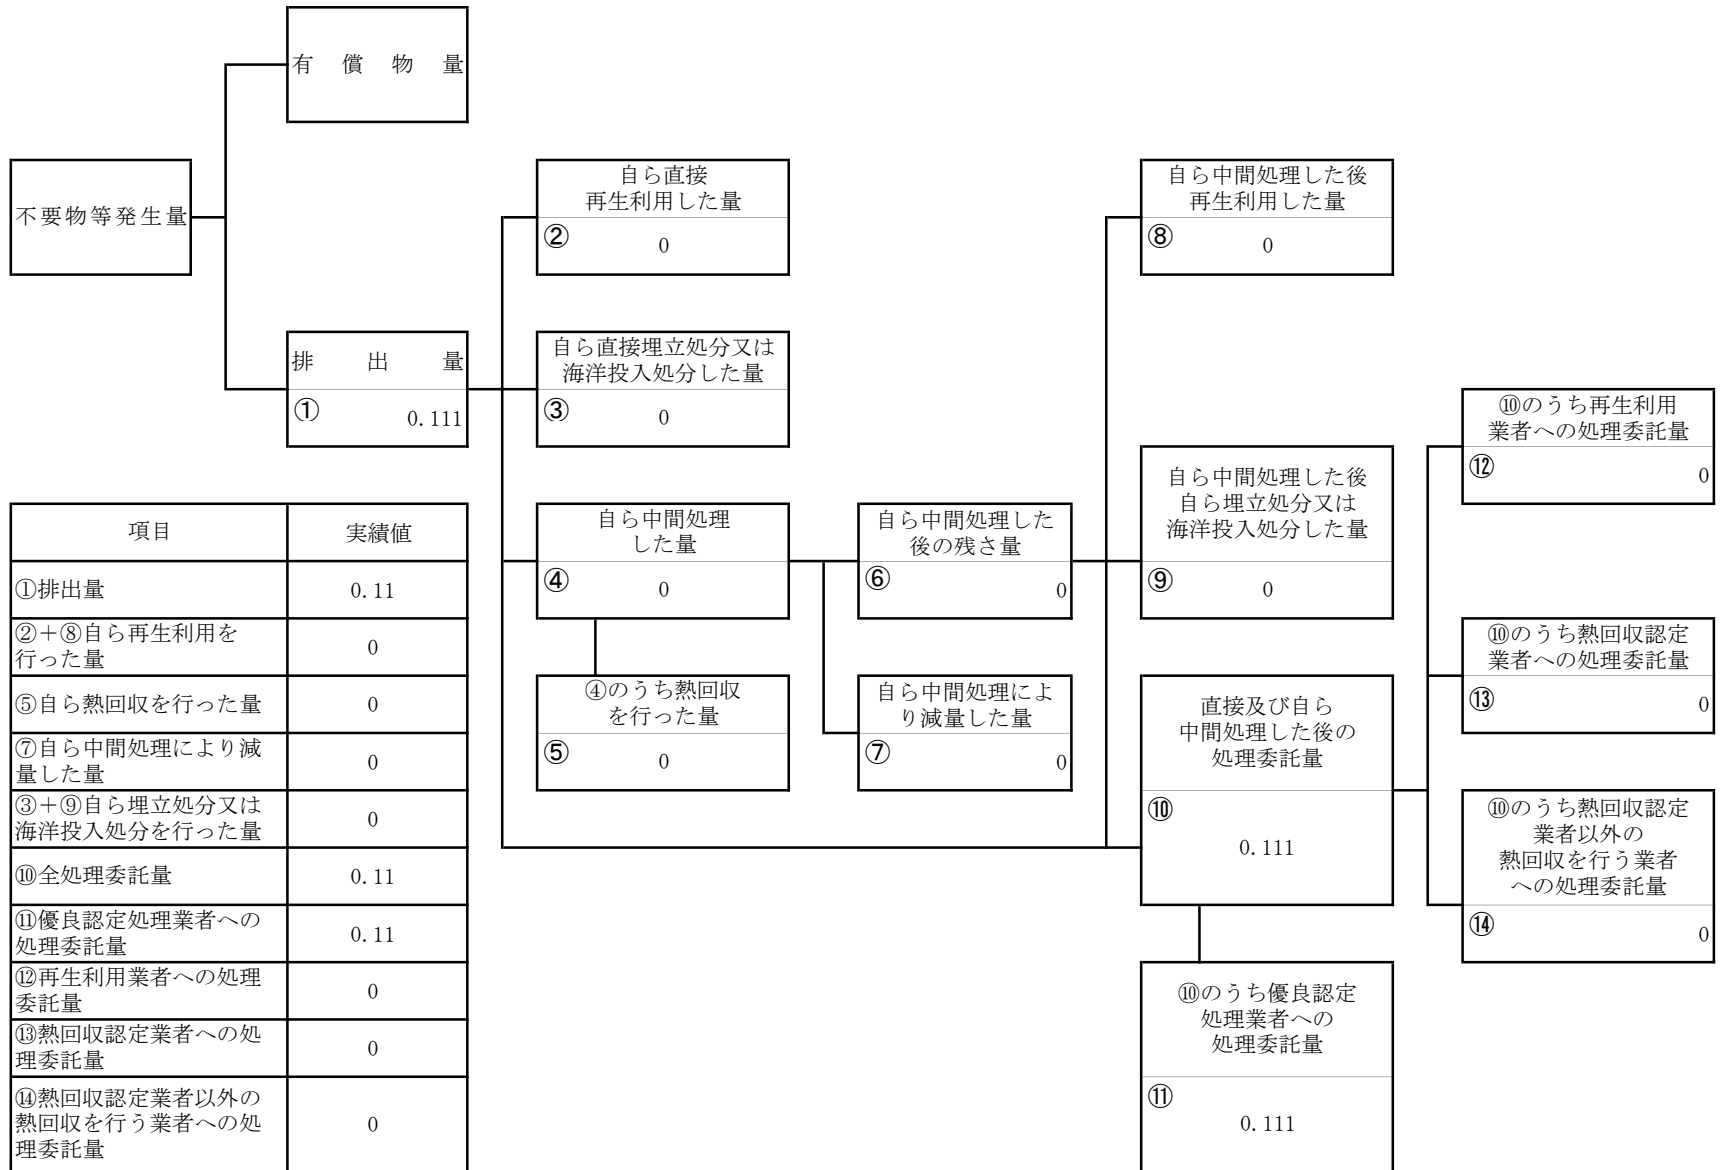 有償物量
不要物等発生量
排出量
① 0.111
自ら直接
再生利用した量
② 0
自ら直接埋立処分又は
海洋投入処分した量
③ 0
自ら中間処理
した量
④ 0
④のうち熱回収
を行った量
⑤ 0
自ら中間処理した
後の残さ量
⑥ 0
自ら中間処理によ
り減量した量
⑦ 0
自ら中間処理した後
再生利用した量
⑧ 0
自ら中間処理した後
自ら埋立処分又は
海洋投入処分した量
⑨ 0
直接及び自ら
中間処理した後の
処理委託量
⑩
0.111
⑩のうち優良認定
処理業者への
処理委託量
⑪
0.111
⑩のうち再生利用
業者への処理委託量
⑫ 0
⑩のうち熱回収認定
業者への処理委託量
⑬ 0
⑩のうち熱回収認定
業者以外の
熱回収を行う業者
への処理委託量
⑭ 0
項目 実績値
①排出量 0.11
②+⑧自ら再生利用を
行った量 0
⑤自ら熱回収を行った量 0
⑦自ら中間処理により減
量した量 0
③+⑨自ら埋立処分又は
海洋投入処分を行った量 0
⑩全処理委託量 0.11
⑪優良認定処理業者への
処理委託量 0.11
⑫再生利用業者への処理
委託量 0
⑬熱回収認定業者への処
理委託量 0
⑭熱回収認定業者以外の
熱回収を行う業者への処
理委託量 0